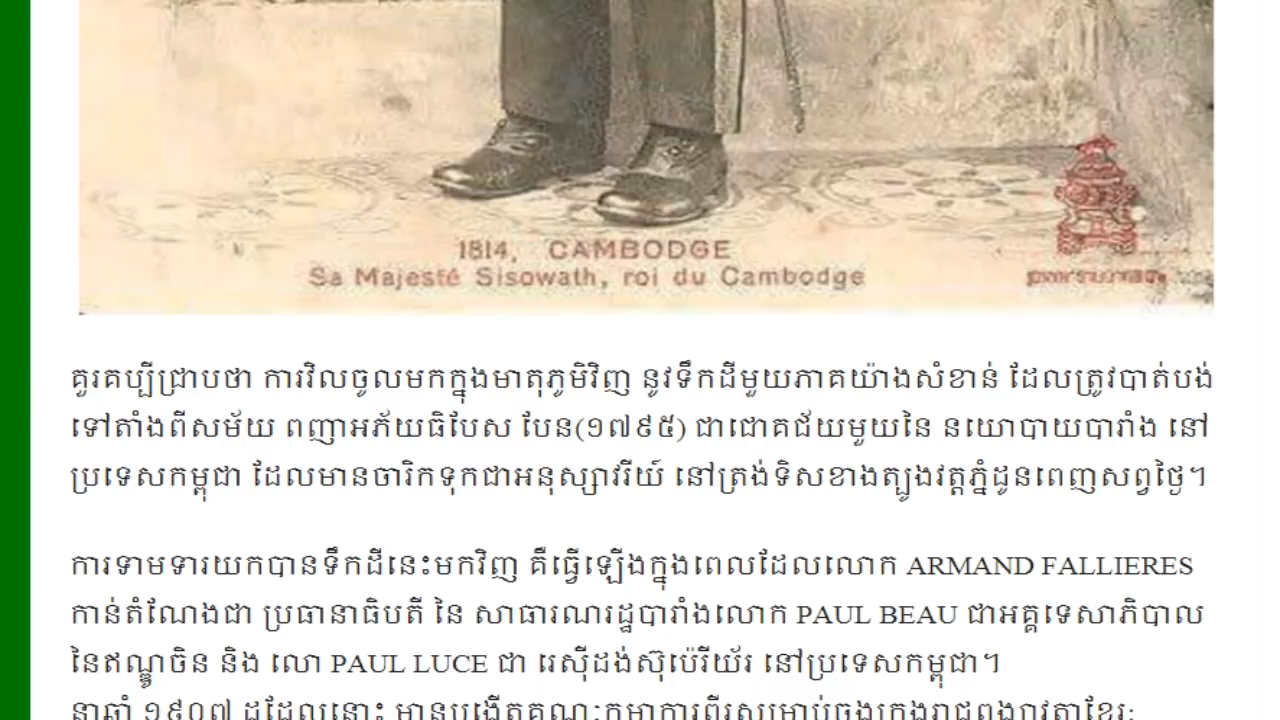 1814, CAMBODGE
Sa Majesté Sisowath, roi du Cambodge
គួរគប្បីជ្រាបថា ការវិលចូលមកក្នុងមាតុភូមិវិញ នូវទឹកដីមួយភាគយ៉ាងសំខាន់ ដែលត្រូវបាត់បង់
ទៅតាំងពីសម័យ ពញាអភ័យធិបែស បែន(១៧៩៥) ជាជោគជ័យមួយនៃ នយោបាយបារាំង នៅ
ប្រទេសកម្ពុជា ដែលមានចារិកទុកជាអនុស្សាវរីយ៍ នៅត្រង់ទិសខាងត្បូងវត្តភ្នំដូនពេញសព្វថ្ងៃ។
ការទាមទារយកបានទឹកដីនេះមកវិញ គឺធ្វើឡើងក្នុងពេលដែលលោក ARMAND FALLIERES
កាន់តំណែងជា ប្រធានាធិបតី នៃ សាធារណរដ្ឋបារាំងលោក PAUL BEAU ជាអគ្គទេសាភិបាល
នៃឥណ្ឌូចិន និង លោ PAUL LUCE ជា រេស៊ីដង់ស៊ុប៉េរីយ័រ នៅប្រទេសកម្ពុជា។